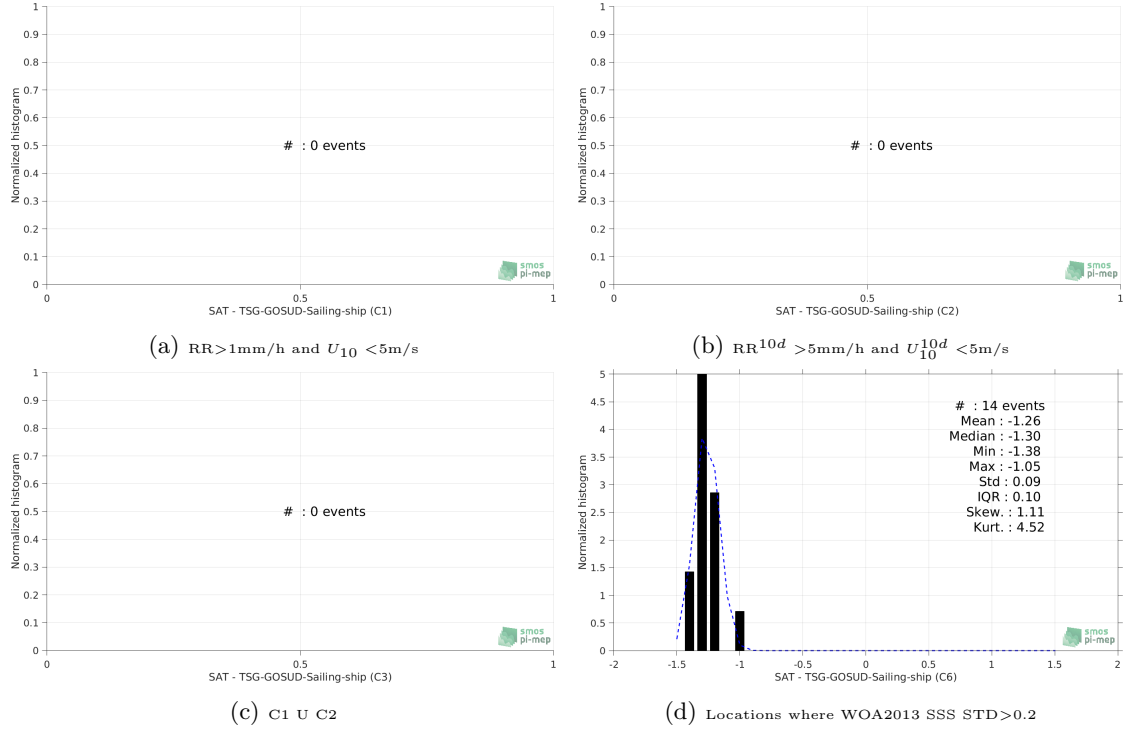 1
0.9
0.8
0.7
0.6
0.5
0.4
0.3
0.2
0.1
0
Normalized histogram
# : 0 events
smos
pi-mep
0 0.5 1
SAT - TSG-GOSUD-Sailing-ship (C1)
(a) RR>1mm/h and U10 <5m/s
1
0.9
0.8
0.7
0.6
0.5
0.4
0.3
0.2
0.1
0
Normalized histogram
# : 0 events
smos
pi-mep
0 0.5 1
SAT - TSG-GOSUD-Sailing-ship (C2)
(b) RR10d >5mm/h and U10d10 <5m/s
1
0.9
0.8
0.7
0.6
0.5
0.4
0.3
0.2
0.1
0
Normalized histogram
# : 0 events
smos
pi-mep
0 0.5 1
SAT - TSG-GOSUD-Sailing-ship (C3)
(c) C1 U C2
5
4.5
4
3.5
3
2.5
2
1.5
1
0.5
0
Normalized histogram
# : 14 events
Mean : -1.26
Median : -1.30
Min : -1.38
Max : -1.05
Std : 0.09
IQR : 0.10
Skew. : 1.11
Kurt. : 4.52
smos
pi-mep
-2 -1.5 -1 -0.5 0 0.5 1 1.5 2
SAT - TSG-GOSUD-Sailing-ship (C6)
(d) Locations where WOA2013 SSS STD>0.2